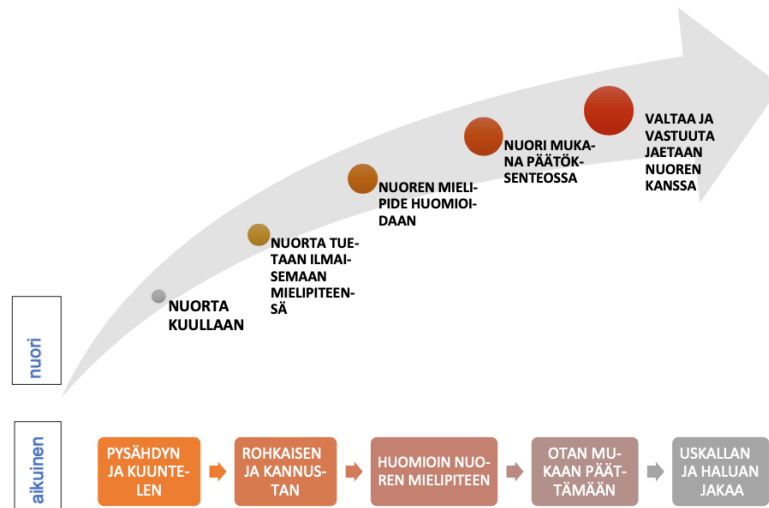 nuori
NUORTA
KUULLAAN
NUORTA TUE-
TAAN ILMAI-
SEMAAN
MIELIPITEEN-
SÄ
NUOREN MIELI-
PIDE HUOMIOI-
DAAN
NUORI MUKA-
NA PÄÄTÖK-
SENTEOSSA
VALTAA JA
VASTUUTA
JAETAAN
NUOREN
KANSSA
aikuinen
PYSÄHDYN
JA KUUNTE-
LEN
ROHKAISEN
JA KANNUS-
TAN
HUOMIOIN NUO-
REN MIELIPITEEN
OTAN MU-
KAAN PÄÄT-
TÄMÄÄN
USKALLAN
JA HALUAN
JAKAA